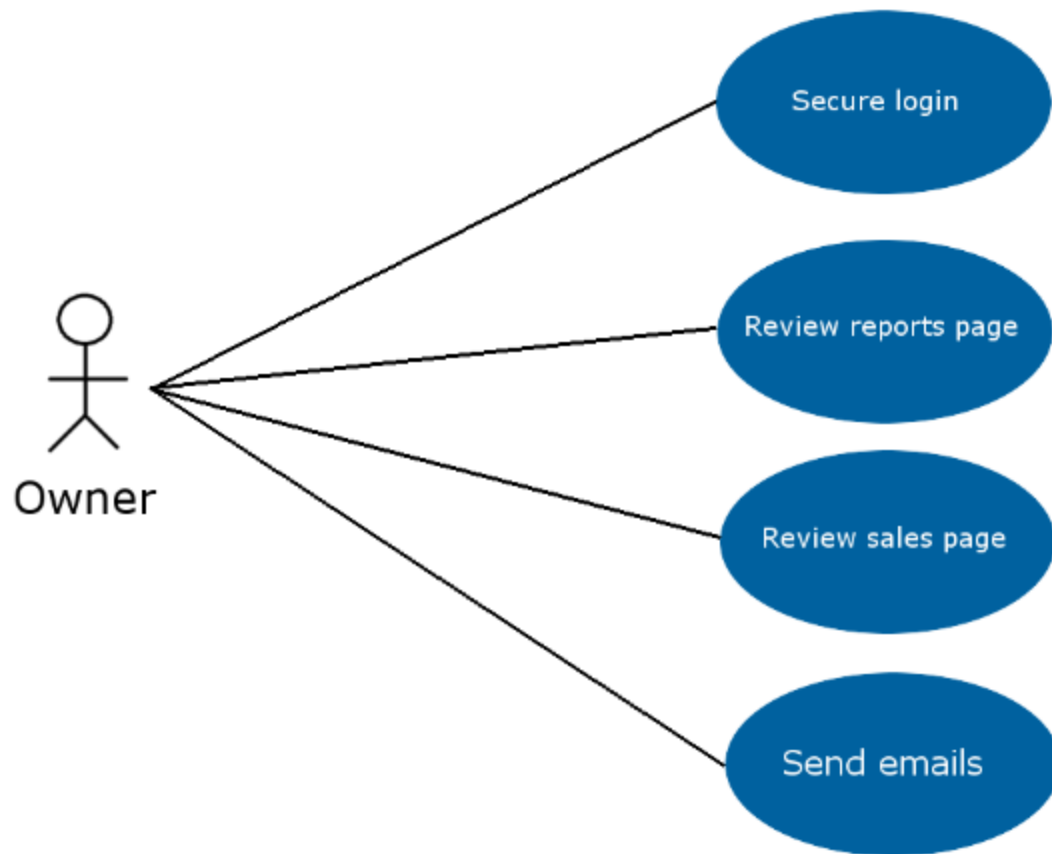 Secure login
Review reports page
Owner
Review sales page
Send emails